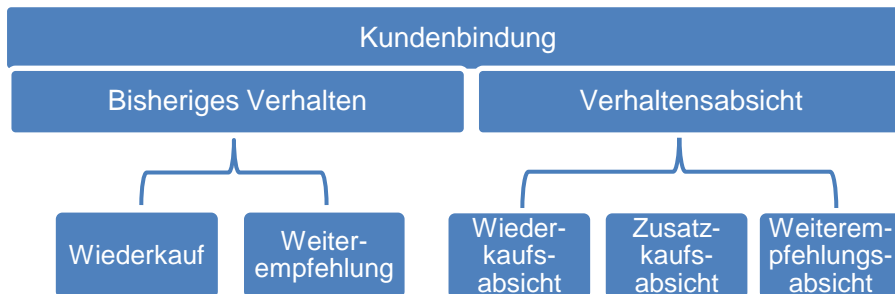 Kundenbindung
Bisheriges Verhalten
Verhaltensabsicht
Wiederkauf
Weiter-
empfehlung
Wieder-
kaufs-
absicht
Zusatz-
kaufs-
absicht
Weiterem-
pfehlungs-
absicht